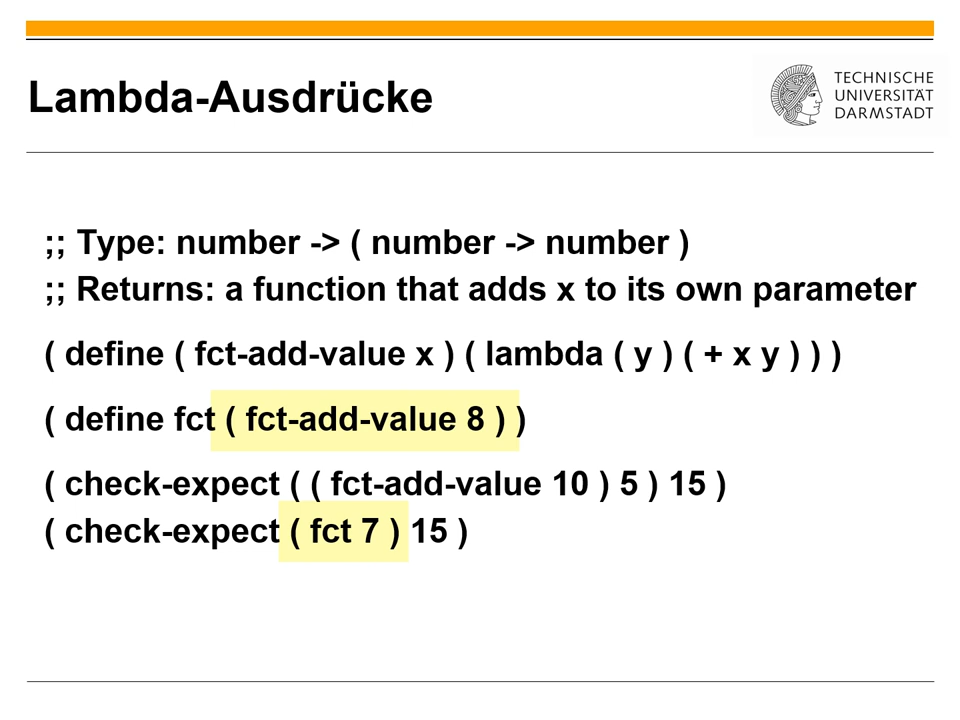 Lambda-Ausdrücke
TECHNISCHE
UNIVERSITÄT
DARMSTADT
;; Type: number -> ( number -> number )
;; Returns: a function that adds x to its own parameter
( define ( fct-add-value x ) ( lambda ( y ) ( + x y ) ) )
( define fct ( fct-add-value 8 ) )
( check-expect ( ( fct-add-value 10 ) 5 ) 15 )
( check-expect ( fct 7 ) 15 )